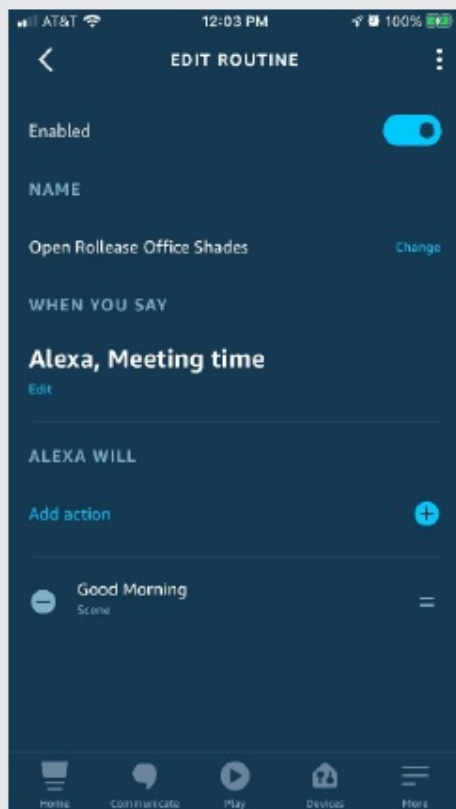 AT&T 12:03 PM 100%
EDIT ROUTINE
Enabled
NAME
Open Rollease Office Shades Change
WHEN YOU SAY
Alexa, Meeting time
Edit
ALEXA WILL
Add action
Good Morning
Scene
Home Communicate Play Devices More